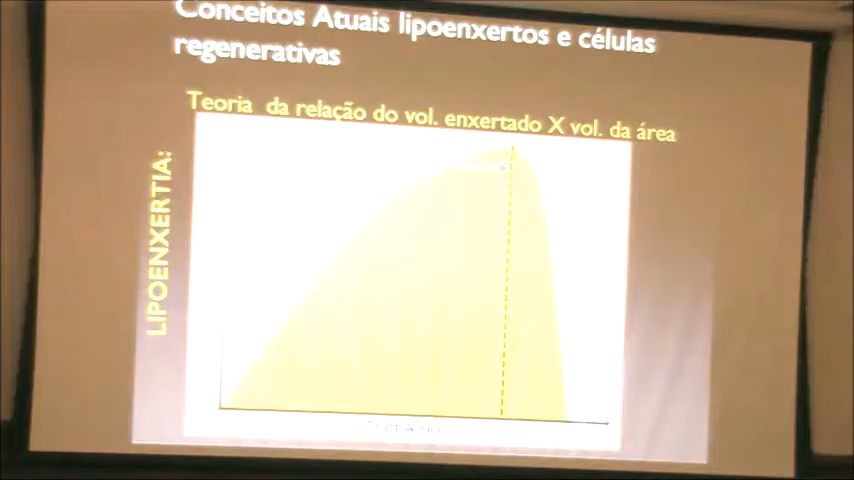 Conceitos Atuais lipoenxertos e células
regenerativas
Teoria da relação do vol. enxertado X vol. da área
LIPOENXERTIA: